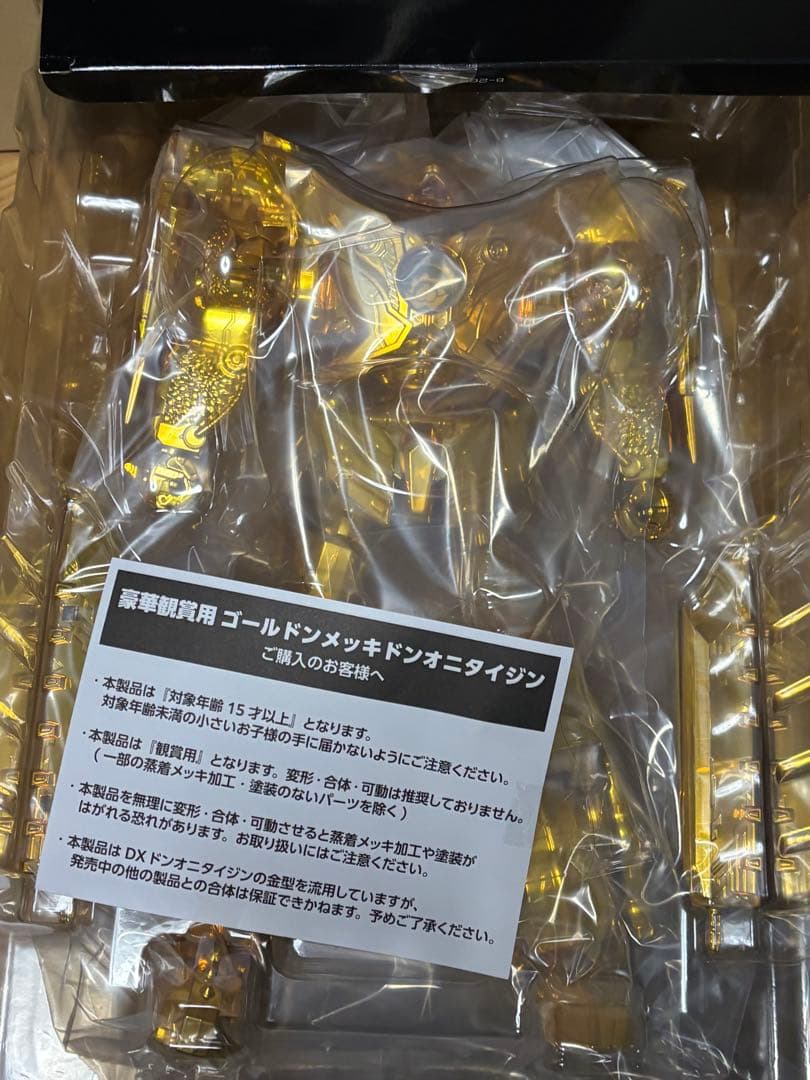 豪華観賞用 ゴールドンメッキドンオニタイジン
ご購入のお客様へ
・本製品は『対象年齢 15 才以上』となります。
対象年齢未満の小さいお子様の手に届かないようにご注意ください。
・本製品は『観賞用』となります。変形・合体・可動は推奨しておりません。
（一部の蒸着メッキ加工・塗装のないパーツを除く）
・本製品を無理に変形・合体・可動させると蒸着メッキ加工や塗装が
はがれる恐れがあります。お取り扱いにはご注意ください。
・本製品は DX ドンオニタイジンの金型を流用していますが、
発売中の他の製品との合体は保証できかねます。予めご了承ください。